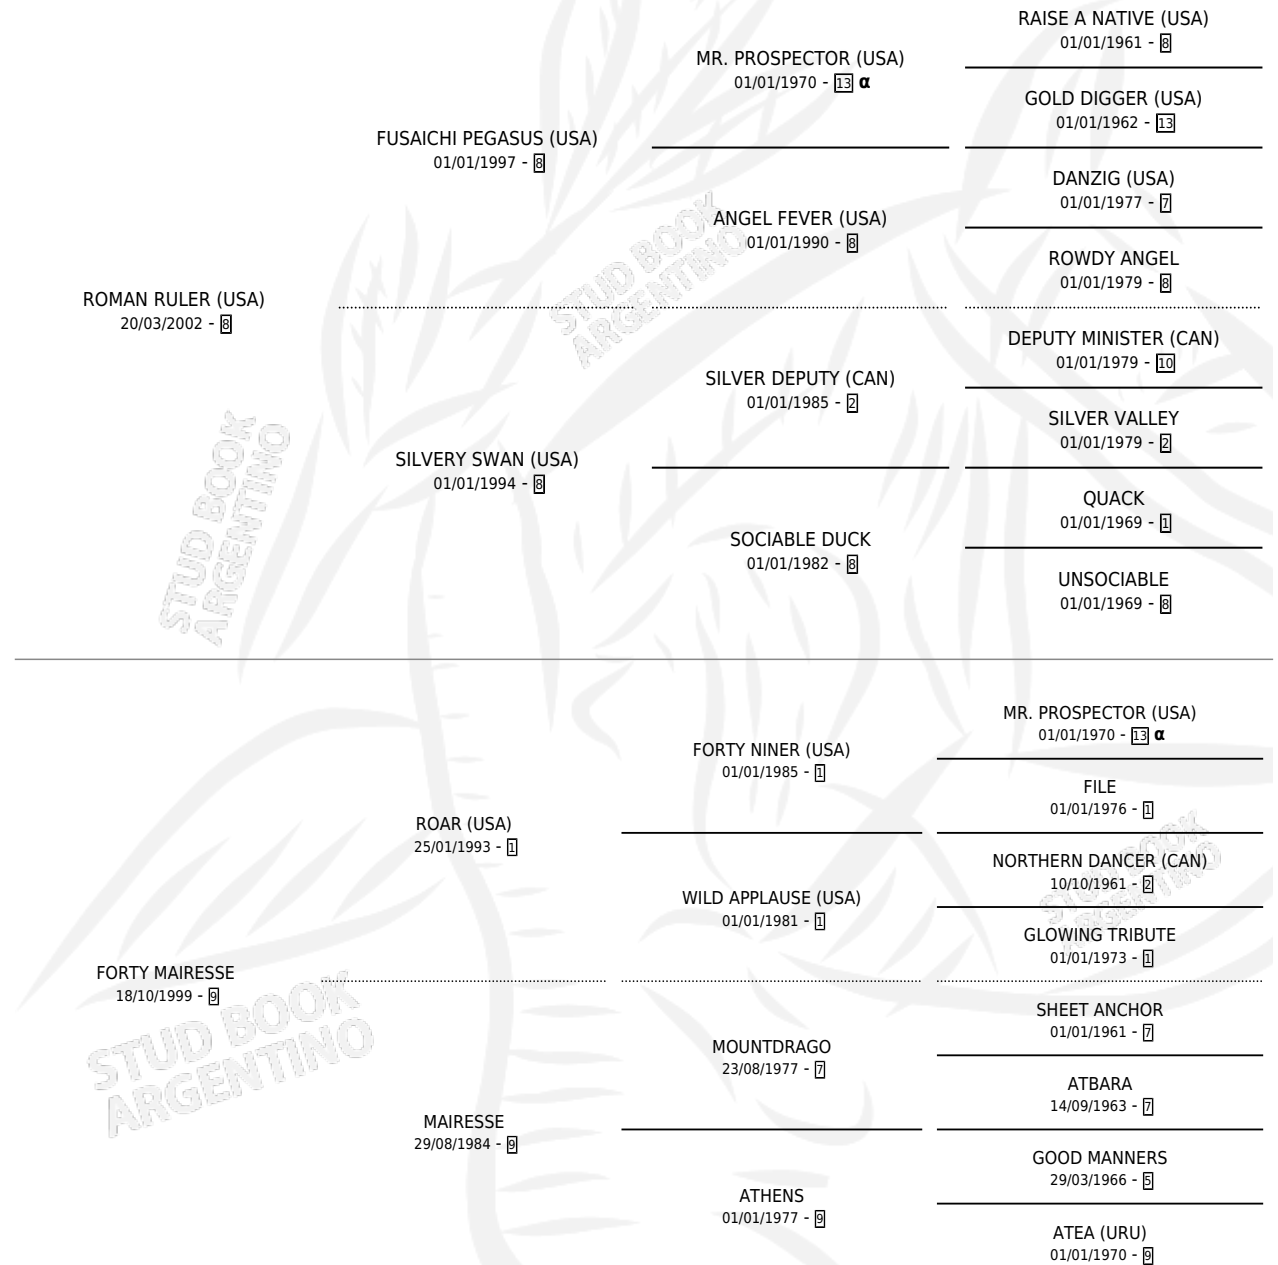 RAISE A NATIVE (USA)
01/01/1961 - 8
MR. PROSPECTOR (USA)
01/01/1970 - 13 α
GOLD DIGGER (USA)
01/01/1962 - 13
FUSAICHI PEGASUS (USA)
01/01/1997 - 8
DANZIG (USA)
01/01/1977 - 7
ANGEL FEVER (USA)
01/01/1990 - 8
ROWDY ANGEL
01/01/1979 - 8
STUD BOOK
ARGENTINO
ROMAN RULER (USA)
20/03/2002 - 8
DEPUTY MINISTER (CAN)
01/01/1979 - 10
SILVER DEPUTY (CAN)
01/01/1985 - 2
SILVER VALLEY
01/01/1979 - 2
SILVERY SWAN (USA)
01/01/1994 - 8
QUACK
01/01/1969 - 1
SOCIABLE DUCK
01/01/1982 - 8
UNSOCIABLE
01/01/1969 - 8
STUD BOOK
ARGENTINO
MR. PROSPECTOR (USA)
01/01/1970 - 13 α
FORTY NINER (USA)
01/01/1985 - 1
FILE
01/01/1976 - 1
ROAR (USA)
25/01/1993 - 1
NORTHERN DANCER (CAN)
10/10/1961 - 2
WILD APPLAUSE (USA)
01/01/1981 - 1
GLOWING TRIBUTE
01/01/1973 - 1
STUD BOOK
ARGENTINO
FORTY MAIRESSE
18/10/1999 - 9
SHEET ANCHOR
01/01/1961 - 7
MOUNTDRAGO
23/08/1977 - 7
ATBARA
14/09/1963 - 7
STUD BOOK
ARGENTINO
MAIRESSE
29/08/1984 - 9
GOOD MANNERS
29/03/1966 - 5
ATHENS
01/01/1977 - 9
ATEA (URU)
01/01/1970 - 9